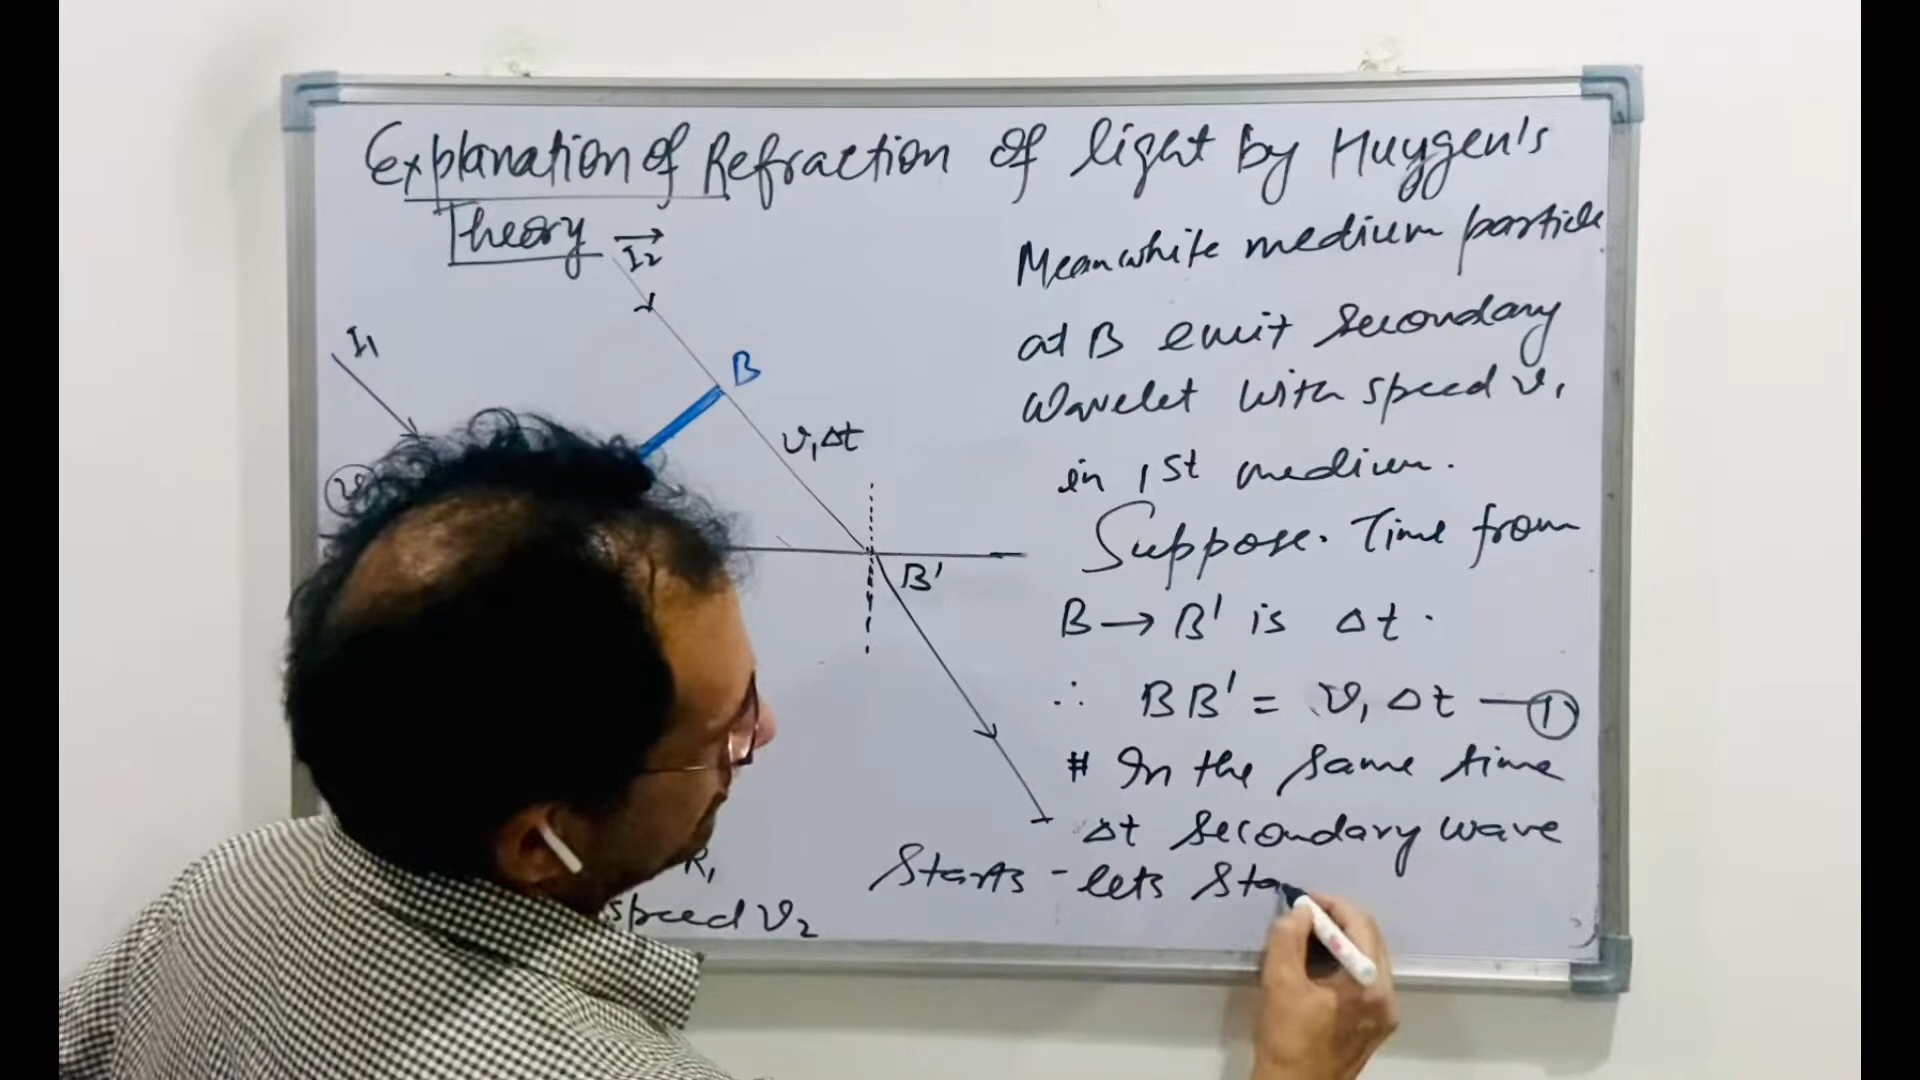 Explanation of Refraction of light by Huygen's
Theory
I₂
I₁
B
v₁Δt
B'
R₁
speed v₂
Meanwhile medium particle
at B emit secondary
wavelet with speed v₁
in 1st medium.
Suppose. Time from
B → B' is Δt.
∴ BB' = v₁Δt — ①
# In the same time
Δt secondary wave
Starts - lets Sta